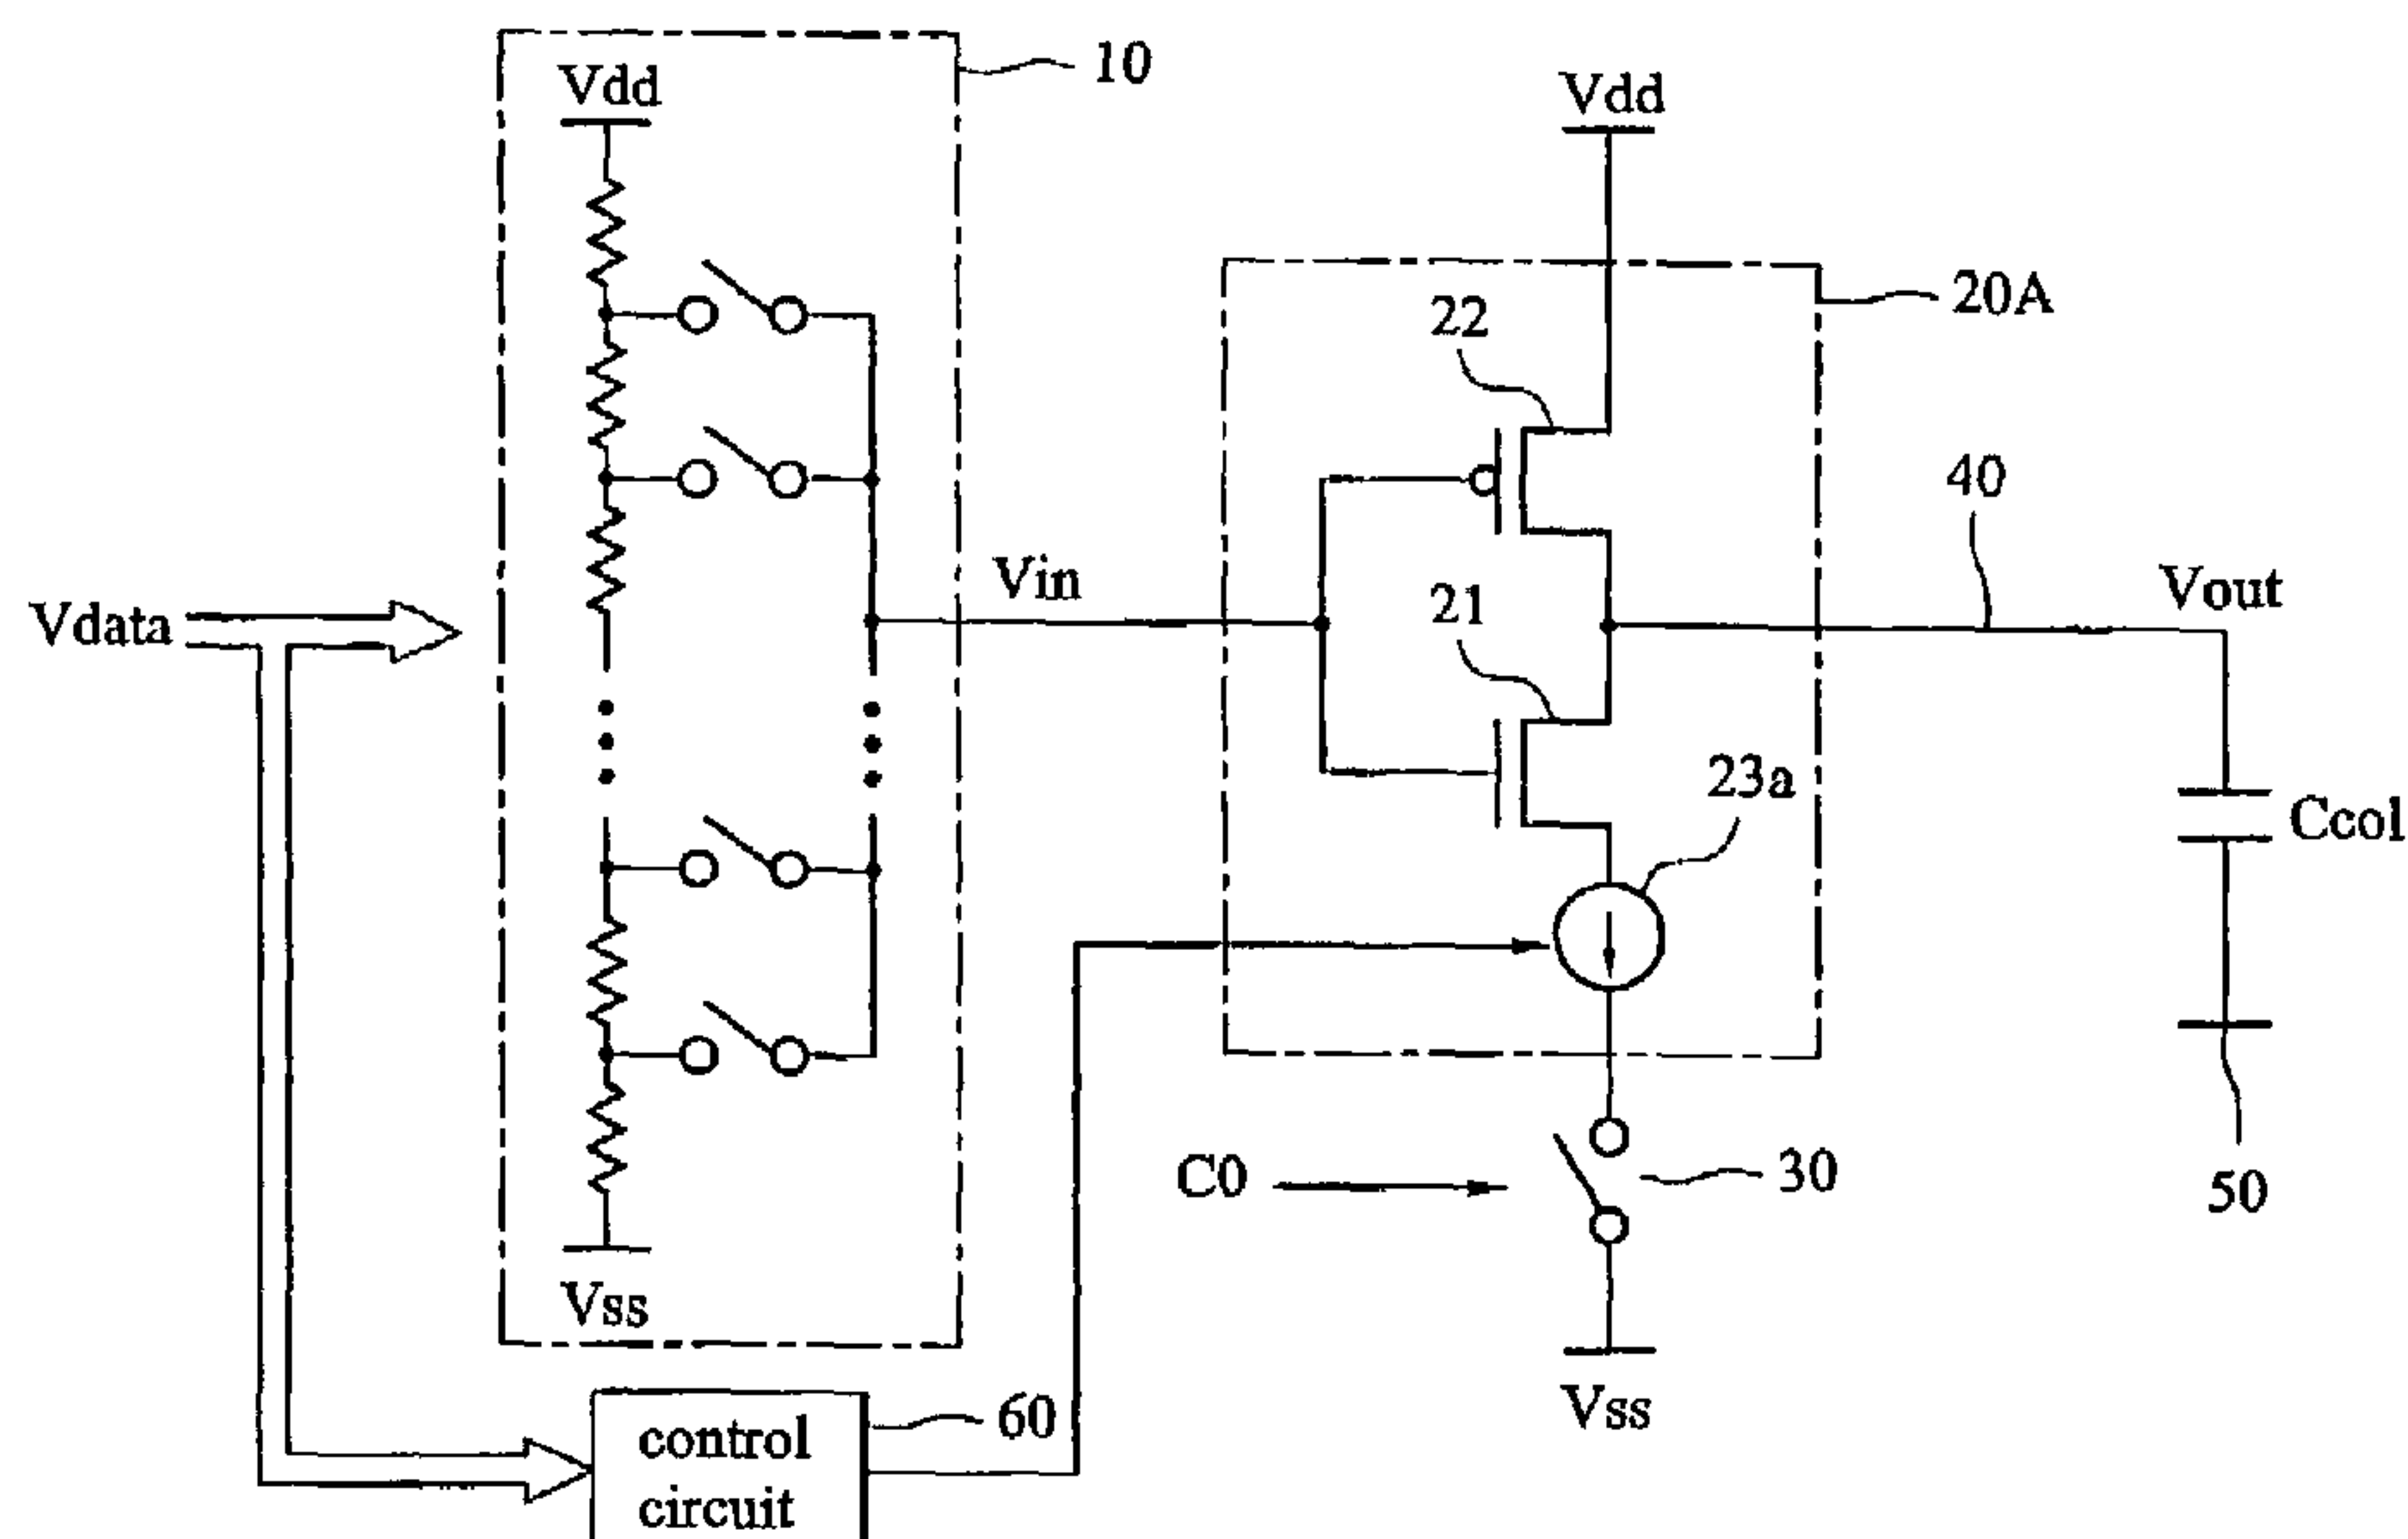 Vdd
10
Vdd
20A
22
40
Vin
21
Vout
Vdata
23a
Ccol
C0
30
50
Vss
Vss
60
control
circuit